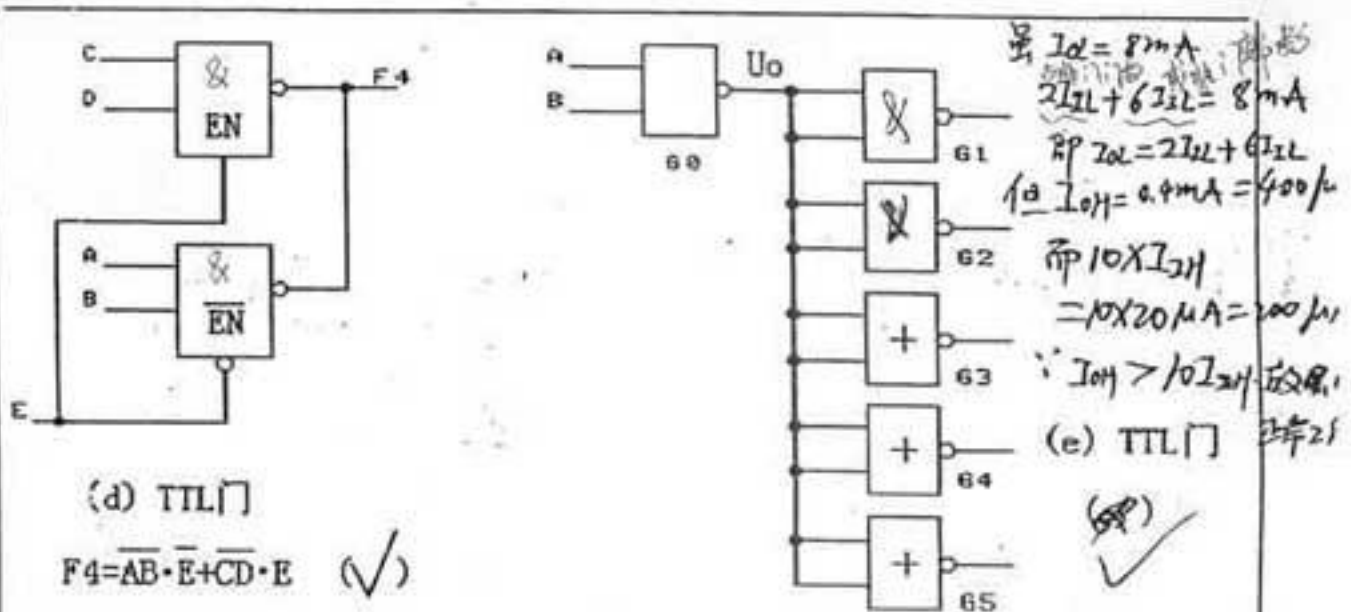 C
D
&
EN
F4
A
B
&
EN
E
(d) TTL门
F4=AB·E+CD·E (√)
A
B
G0
Uo
&
G1
&
G2
+
G3
+
G4
+
G5
虽 IOL = 8mA
2IIL + 6IIL = 8mA
即 IOL = 2IIL + 6IIL
但 IOH = 0.4mA = 400μ
而 10×IIH
=10×20μA = 200μ
∵ IOH > 10IIH
(e) TTL门